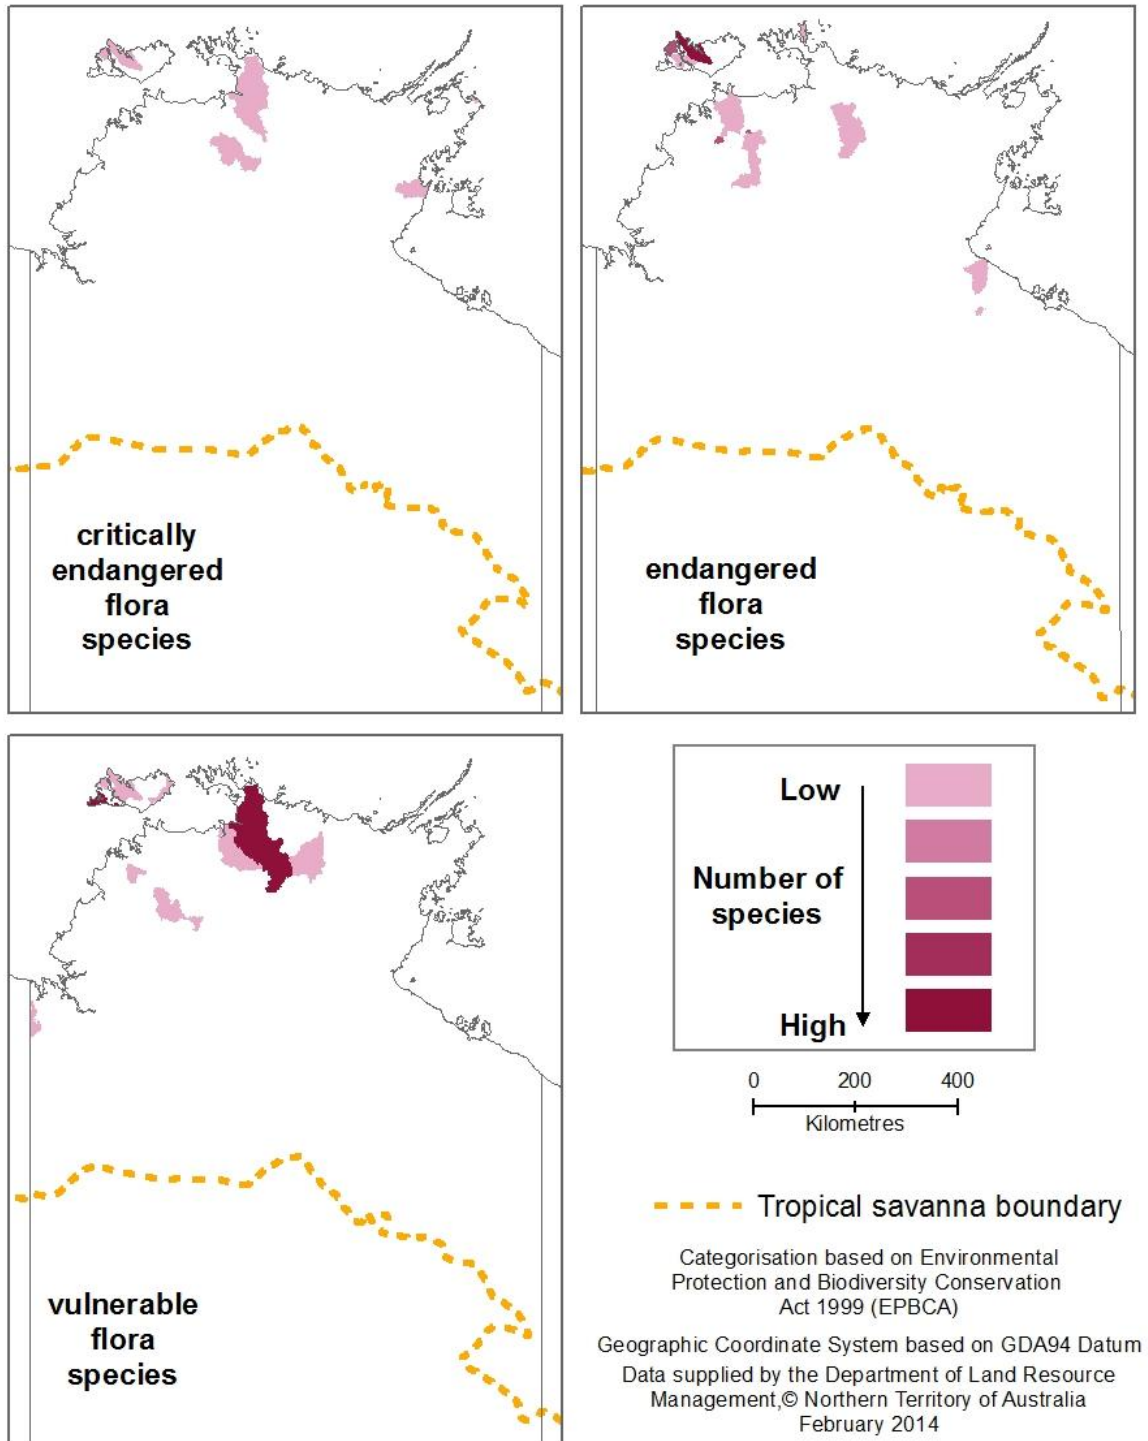 critically
endangered
flora
species
endangered
flora
species
vulnerable
flora
species
Low
Number of
species
High
0 200 400
Kilometres
Tropical savanna boundary
Categorisation based on Environmental
Protection and Biodiversity Conservation
Act 1999 (EPBCA)
Geographic Coordinate System based on GDA94 Datum
Data supplied by the Department of Land Resource
Management,© Northern Territory of Australia
February 2014